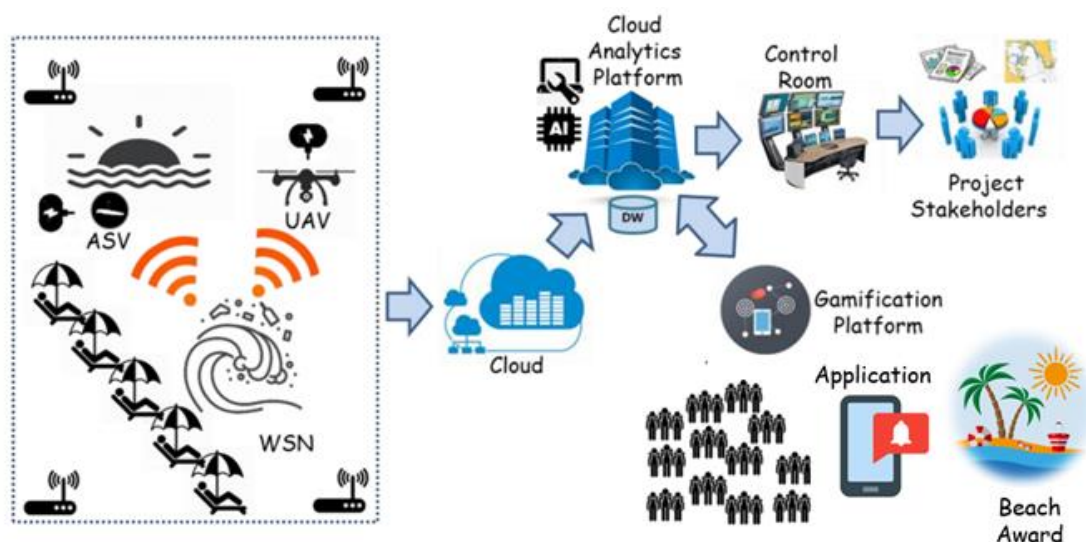 ASV
UAV
WSN
Cloud
Cloud
Analytics
Platform
AI
DW
Control
Room
Project
Stakeholders
Gamification
Platform
Application
Beach
Award